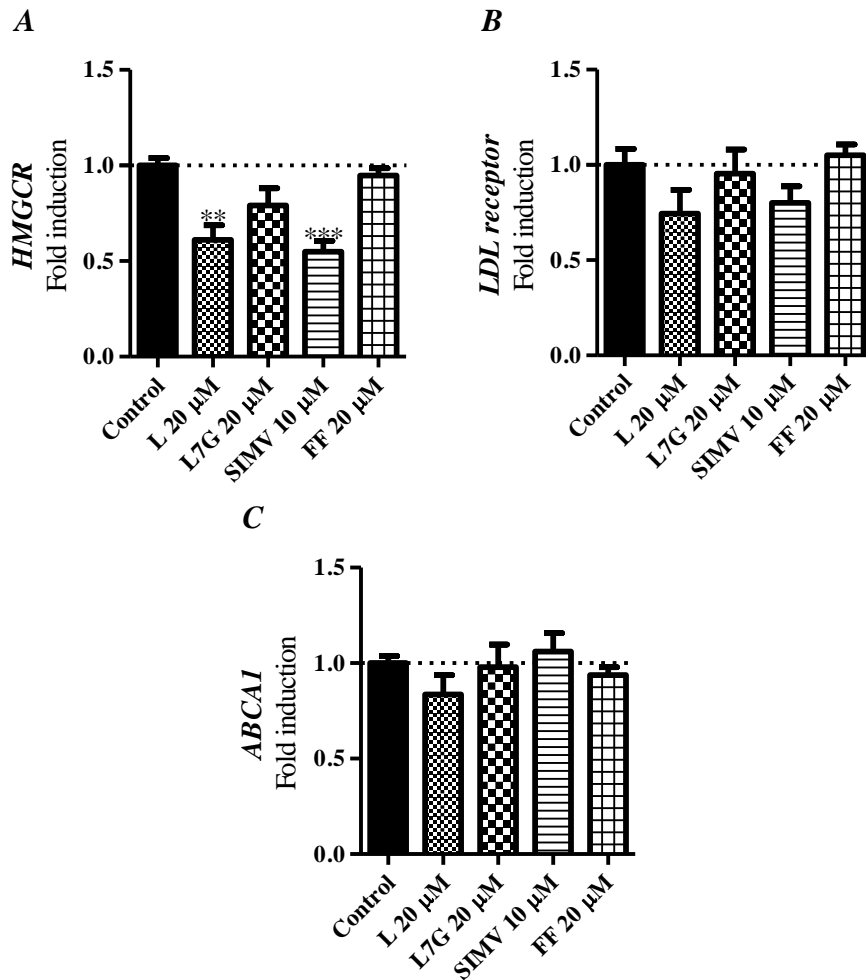 A
HMGCR
Fold induction
1.5
1.0
0.5
0.0
**
***
Control
L 20 μM
L7G 20 μM
SIMV 10 μM
FF 20 μM
B
LDL receptor
Fold induction
1.5
1.0
0.5
0.0
Control
L 20 μM
L7G 20 μM
SIMV 10 μM
FF 20 μM
C
ABCA1
Fold induction
1.5
1.0
0.5
0.0
Control
L 20 μM
L7G 20 μM
SIMV 10 μM
FF 20 μM